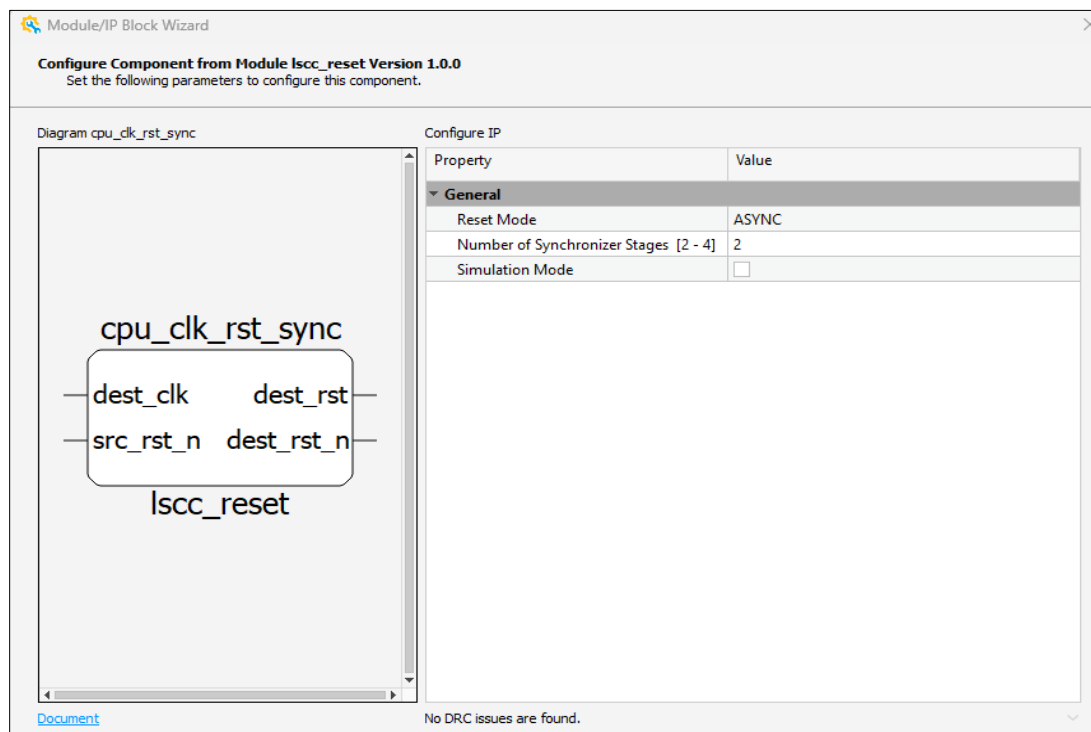 Module/IP Block Wizard
Configure Component from Module lscc_reset Version 1.0.0
Set the following parameters to configure this component.
Diagram cpu_clk_rst_sync
cpu_clk_rst_sync
dest_clk dest_rst
src_rst_n dest_rst_n
lscc_reset
Document
Configure IP
Property Value
General
Reset Mode ASYNC
Number of Synchronizer Stages [2 - 4] 2
Simulation Mode
No DRC issues are found.